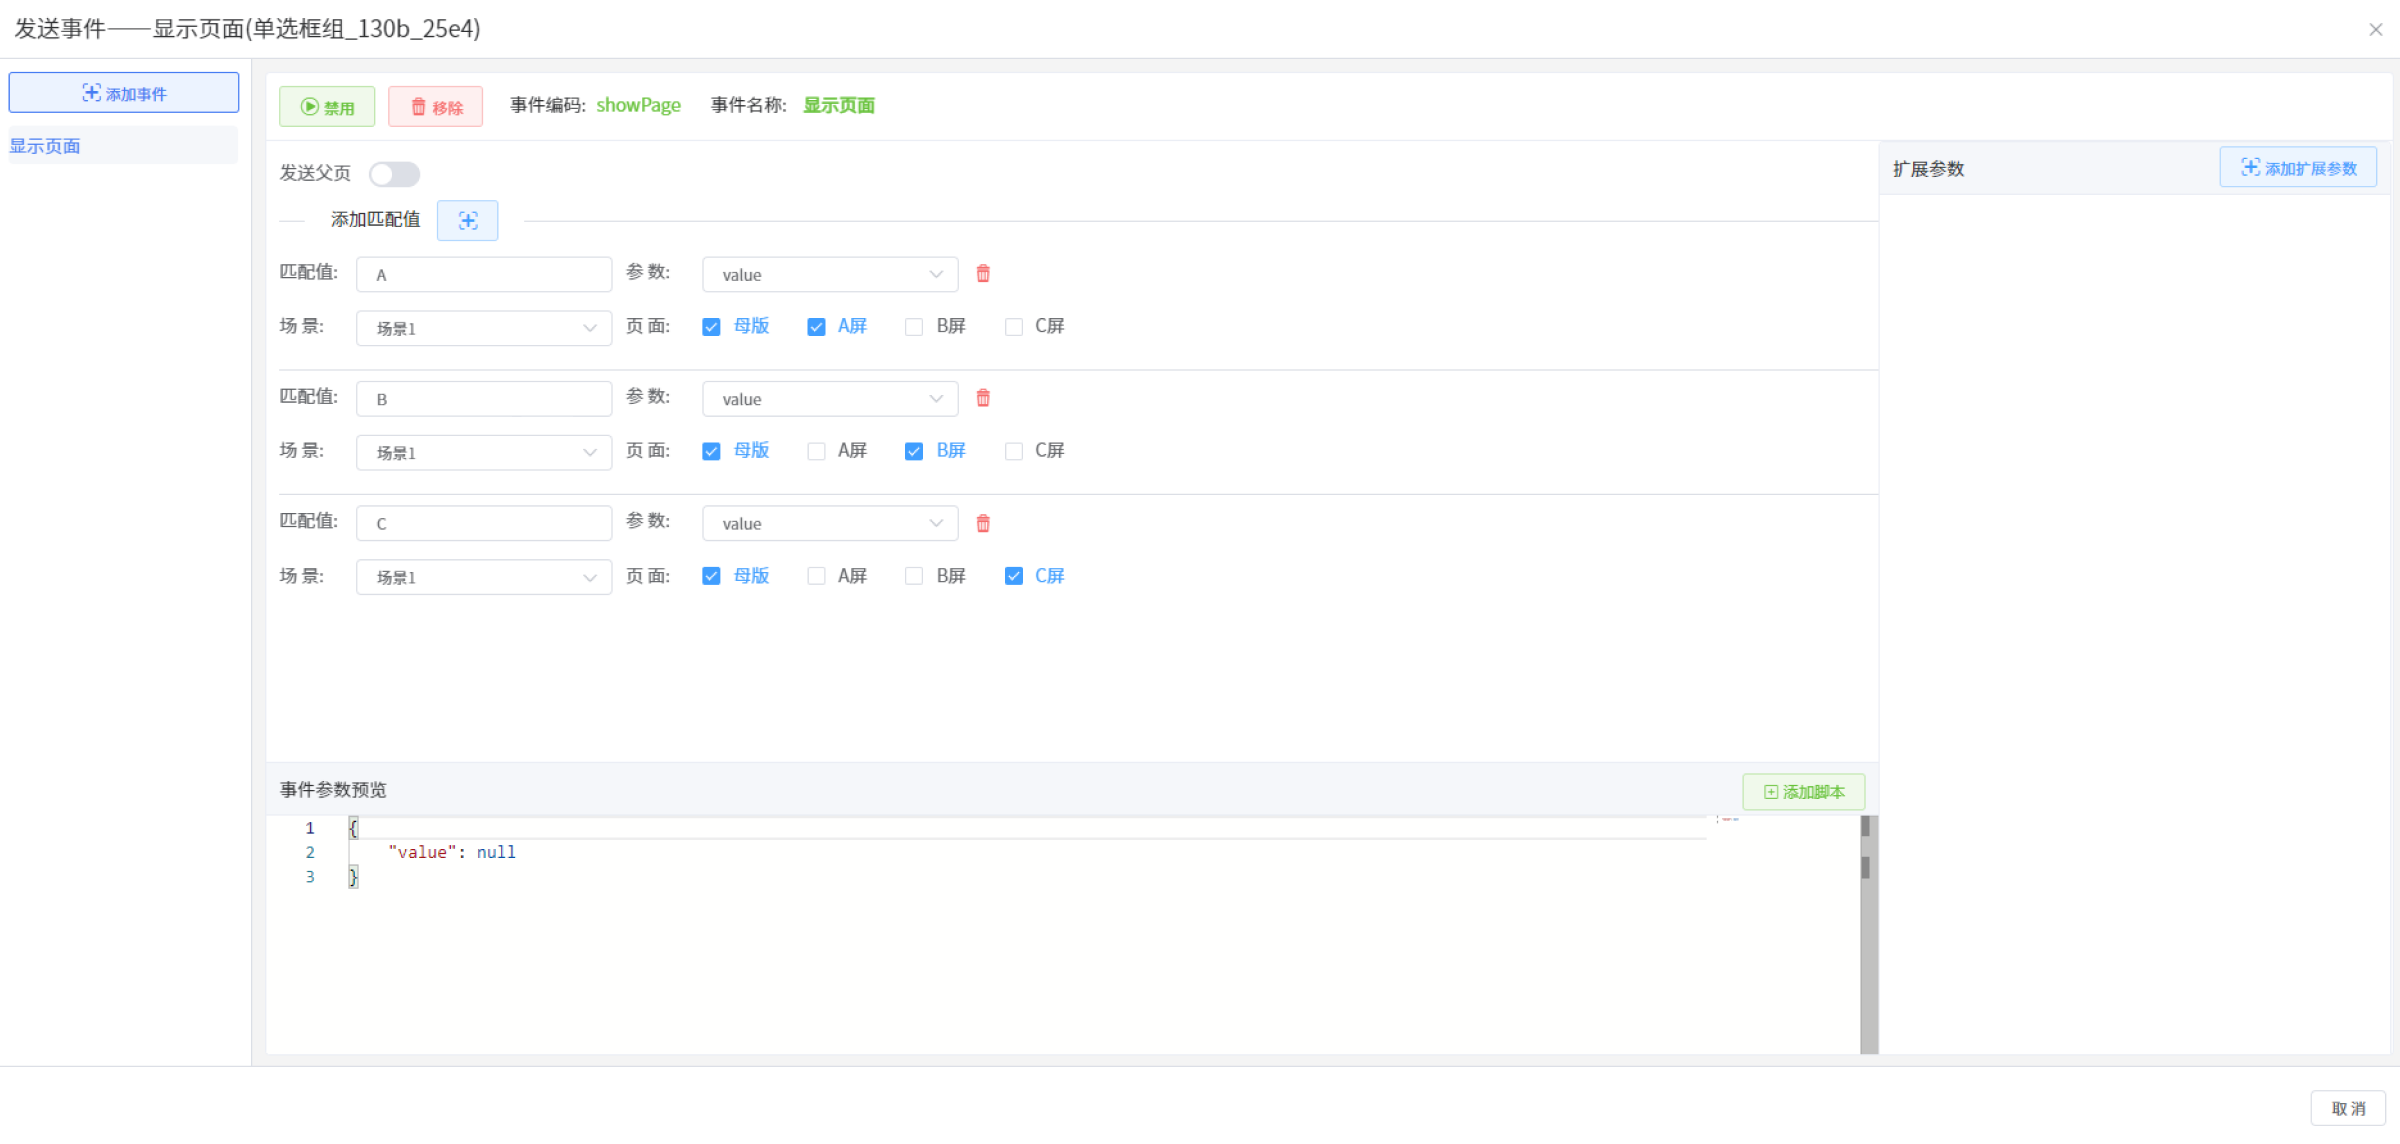 发送事件——显示页面(单选框组_130b_25e4)
添加事件
显示页面
禁用 移除 事件编码: showPage 事件名称: 显示页面
发送父页
添加匹配值
扩展参数 添加扩展参数
匹配值: A 参 数: value
场 景: 场景1 页 面: 母版 A屏 B屏 C屏
匹配值: B 参 数: value
场 景: 场景1 页 面: 母版 A屏 B屏 C屏
匹配值: C 参 数: value
场 景: 场景1 页 面: 母版 A屏 B屏 C屏
事件参数预览 添加脚本
1 {
2 "value": null
3 }
取 消